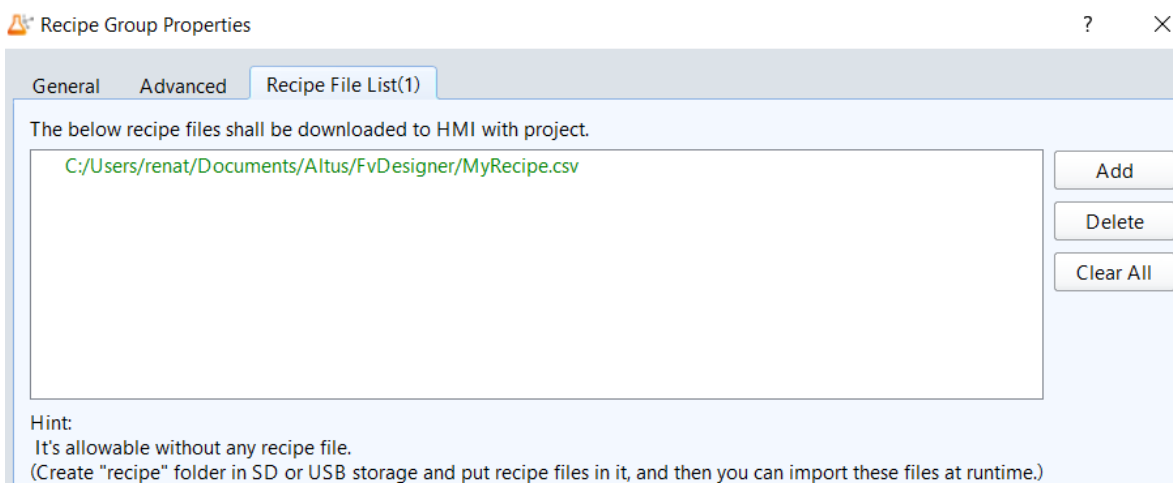 Recipe Group Properties ? ×
General Advanced Recipe File List(1)
The below recipe files shall be downloaded to HMI with project.
C:/Users/renat/Documents/Altus/FvDesigner/MyRecipe.csv
Add
Delete
Clear All
Hint:
It's allowable without any recipe file.
(Create "recipe" folder in SD or USB storage and put recipe files in it, and then you can import these files at runtime.)